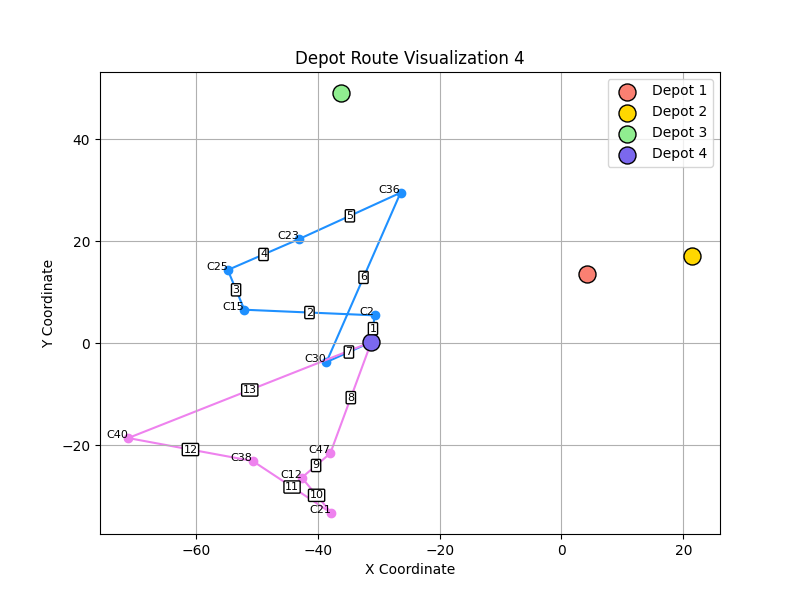 Depot Route Visualization 4
Depot 1
Depot 2
Depot 3
Depot 4
Y Coordinate
40
20
0
−20
C36
5
C23
4
C25
6
3
C15
2
C2
1
7
C30
13
8
C40
12
C38
C47
9
C12
11
10
C21
−60
−40
−20
0
20
X Coordinate